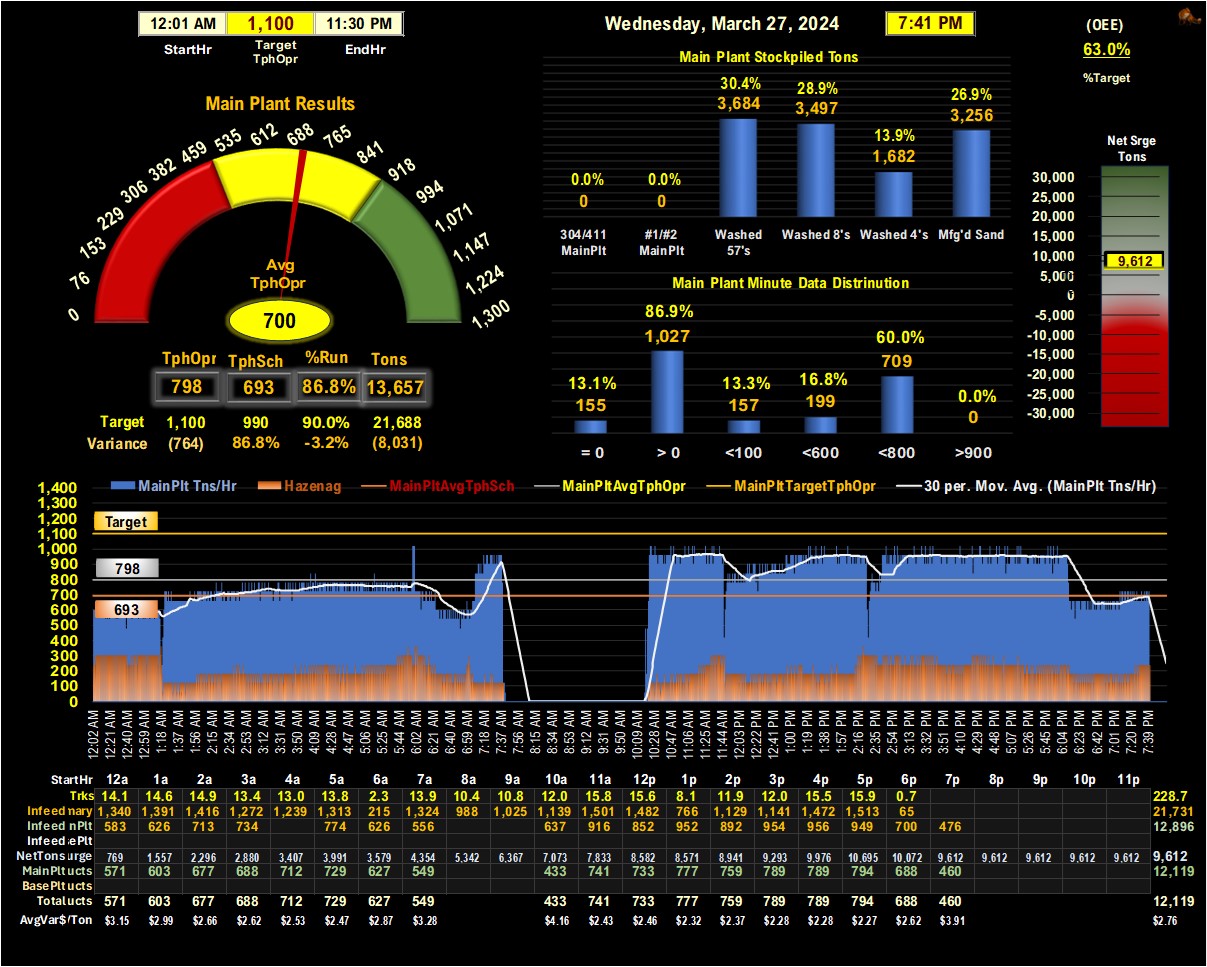 12:01 AM 1,100 11:30 PM
StartHr Target TphOpr EndHr
Wednesday, March 27, 2024 7:41 PM
(OEE)
63.0%
%Target
Main Plant Results
0 76 153 229 306 382 459 535 612 688 765 841 918 994 1,071 1,147 1,224 1,300
Avg
TphOpr
700
TphOpr TphSch %Run Tons
798 693 86.8% 13,657
Target 1,100 990 90.0% 21,688
Variance (764) 86.8% -3.2% (8,031)
Main Plant Stockpiled Tons
0.0% 0.0% 30.4% 28.9% 13.9% 26.9%
0 0 3,684 3,497 1,682 3,256
304/411 MainPlt #1/#2 MainPlt Washed 57's Washed 8's Washed 4's Mfg'd Sand
Main Plant Minute Data Distrinution
13.1% 86.9% 13.3% 16.8% 60.0% 0.0%
155 1,027 157 199 709 0
= 0 > 0 <100 <600 <800 >900
Net Srge
Tons
30,000
25,000
20,000
15,000
10,000
9,612
5,000
0
-5,000
-10,000
-15,000
-20,000
-25,000
-30,000
MainPlt Tns/Hr Hazenag MainPltAvgTphSch MainPltAvgTphOpr MainPltTargetTphOpr 30 per. Mov. Avg. (MainPlt Tns/Hr)
1,400
1,300
1,200
1,100
1,000
900
800
700
600
500
400
300
200
100
0
Target
798
693
12:02 AM 12:21 AM 12:40 AM 12:59 AM 1:18 AM 1:37 AM 1:56 AM 2:15 AM 2:34 AM 2:53 AM 3:12 AM 3:31 AM 3:50 AM 4:09 AM 4:28 AM 4:47 AM 5:06 AM 5:25 AM 5:44 AM 6:02 AM 6:21 AM 6:40 AM 6:59 AM 7:18 AM 7:37 AM 7:56 AM 8:15 AM 8:34 AM 8:53 AM 9:12 AM 9:31 AM 9:50 AM 10:09 AM 10:28 AM 10:47 AM 11:06 AM 11:25 AM 11:44 AM 12:03 PM 12:22 PM 12:41 PM 1:00 PM 1:19 PM 1:38 PM 1:57 PM 2:16 PM 2:35 PM 2:54 PM 3:13 PM 3:32 PM 3:51 PM 4:10 PM 4:29 PM 4:48 PM 5:07 PM 5:26 PM 5:45 PM 6:04 PM 6:23 PM 6:42 PM 7:01 PM 7:20 PM 7:39 PM
StartHr 12a 1a 2a 3a 4a 5a 6a 7a 8a 9a 10a 11a 12p 1p 2p 3p 4p 5p 6p 7p 8p 9p 10p 11p
Trks 14.1 14.6 14.9 13.4 13.0 13.8 2.3 13.9 10.4 10.8 12.0 15.8 15.6 8.1 11.9 12.0 15.5 15.9 0.7 228.7
Infeed nary 1,340 1,391 1,416 1,272 1,239 1,313 215 1,324 988 1,025 1,139 1,501 1,482 766 1,129 1,141 1,472 1,513 65 21,731
Infeed nPlt 583 626 713 734 774 626 556 637 916 852 952 892 954 956 949 700 476 12,896
Infeed ePlt
NetTons urge 769 1,557 2,296 2,880 3,407 3,991 3,579 4,354 5,342 6,367 7,073 7,833 8,582 8,571 8,941 9,293 9,976 10,695 10,072 9,612 9,612 9,612 9,612 9,612 9,612
MainPlt ucts 571 603 677 688 712 729 627 549 433 741 733 777 759 789 789 794 688 460 12,119
BasePlt ucts
Total ucts 571 603 677 688 712 729 627 549 433 741 733 777 759 789 789 794 688 460 12,119
AvgVar$/Ton $3.15 $2.99 $2.66 $2.62 $2.53 $2.47 $2.87 $3.28 $4.16 $2.43 $2.46 $2.32 $2.37 $2.28 $2.28 $2.27 $2.62 $3.91 $2.76